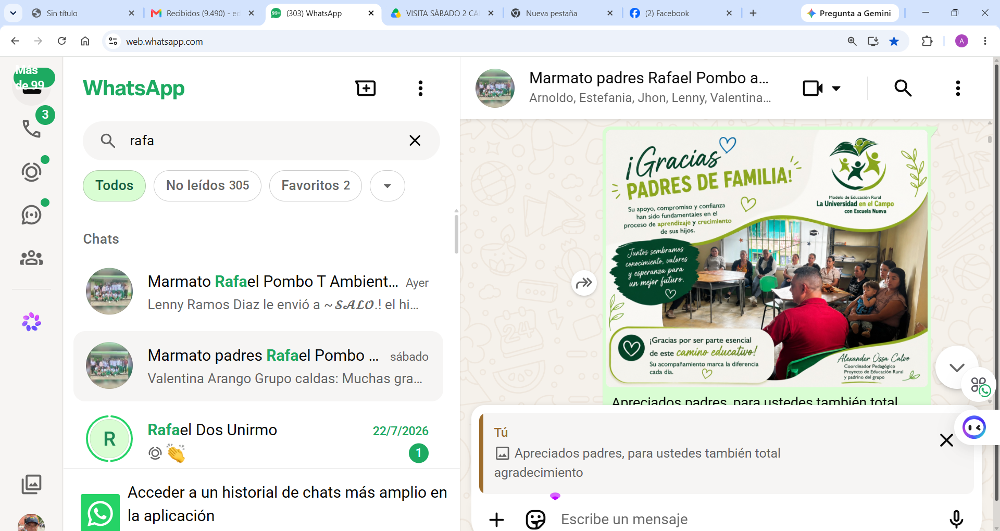 Sin título
Recibidos (9.490) - ed
(303) WhatsApp
VISITA SÁBADO 2 CA
Nueva pestaña
(2) Facebook
Pregunta a Gemini
web.whatsapp.com
A
Más
de 99
3
WhatsApp
rafa
Todos
No leídos 305
Favoritos 2
Chats
Marmato Rafael Pombo T Ambient...
Ayer
Lenny Ramos Diaz le envió a ~𝓢𝓐𝓛𝓞.! el hi...
Marmato padres Rafael Pombo ...
sábado
Valentina Arango Grupo caldas: Muchas gra...
R
Rafael Dos Unirmo
22/7/2026
👏
1
Acceder a un historial de chats más amplio en
la aplicación
Marmato padres Rafael Pombo a...
Arnoldo, Estefania, Jhon, Lenny, Valentina...
¡Gracias
PADRES DE FAMILIA!
Su apoyo, compromiso y confianza
han sido fundamentales en el
proceso de aprendizaje y crecimiento
de sus hijos.
Modelo de Educación Rural
La Universidad en el Campo
con Escuela Nueva
Juntos sembramos
conocimiento, valores
y esperanza para
un mejor futuro.
¡Gracias por ser parte esencial
de este camino educativo!
Su acompañamiento marca la diferencia
cada día.
Alexander Ossa Calvo
Coordinador Pedagógico
Proyecto de Educación Rural
y padrino del grupo
Apreciados padres, para ustedes también total
Tú
Apreciados padres, para ustedes también total
agradecimiento
Escribe un mensaje